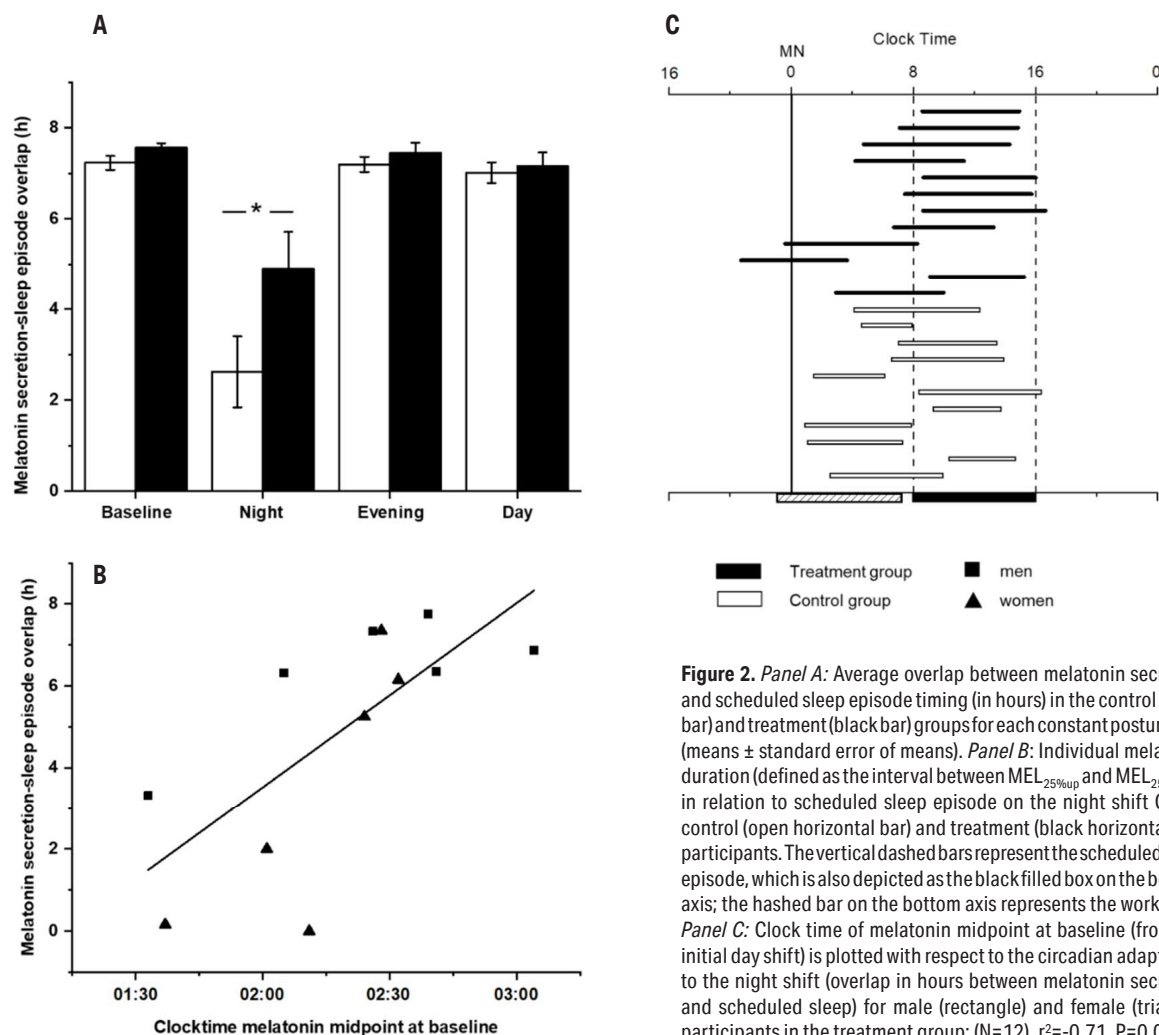 A
Melatonin secretion-sleep episode overlap (h)
8
6
4
2
0
*
Baseline Night Evening Day
B
Melatonin secretion-sleep episode overlap (h)
8
6
4
2
0
01:30 02:00 02:30 03:00
Clocktime melatonin midpoint at baseline
C
Clock Time
MN
16 0 8 16
Treatment group
Control group
men
women
Figure 2. Panel A: Average overlap between melatonin secre
and scheduled sleep episode timing (in hours) in the control
bar) and treatment (black bar) groups for each constant postur
(means ± standard error of means). Panel B: Individual mela
duration (defined as the interval between MEL25%up and MEL25
in relation to scheduled sleep episode on the night shift
control (open horizontal bar) and treatment (black horizonta
participants. The vertical dashed bars represent the scheduled
episode, which is also depicted as the black filled box on the bo
axis; the hashed bar on the bottom axis represents the work
Panel C: Clock time of melatonin midpoint at baseline (fro
initial day shift) is plotted with respect to the circadian adapt
to the night shift (overlap in hours between melatonin secre
and scheduled sleep) for male (rectangle) and female (tria
participants in the treatment group; (N=12), r2=-0.71, P=0.0